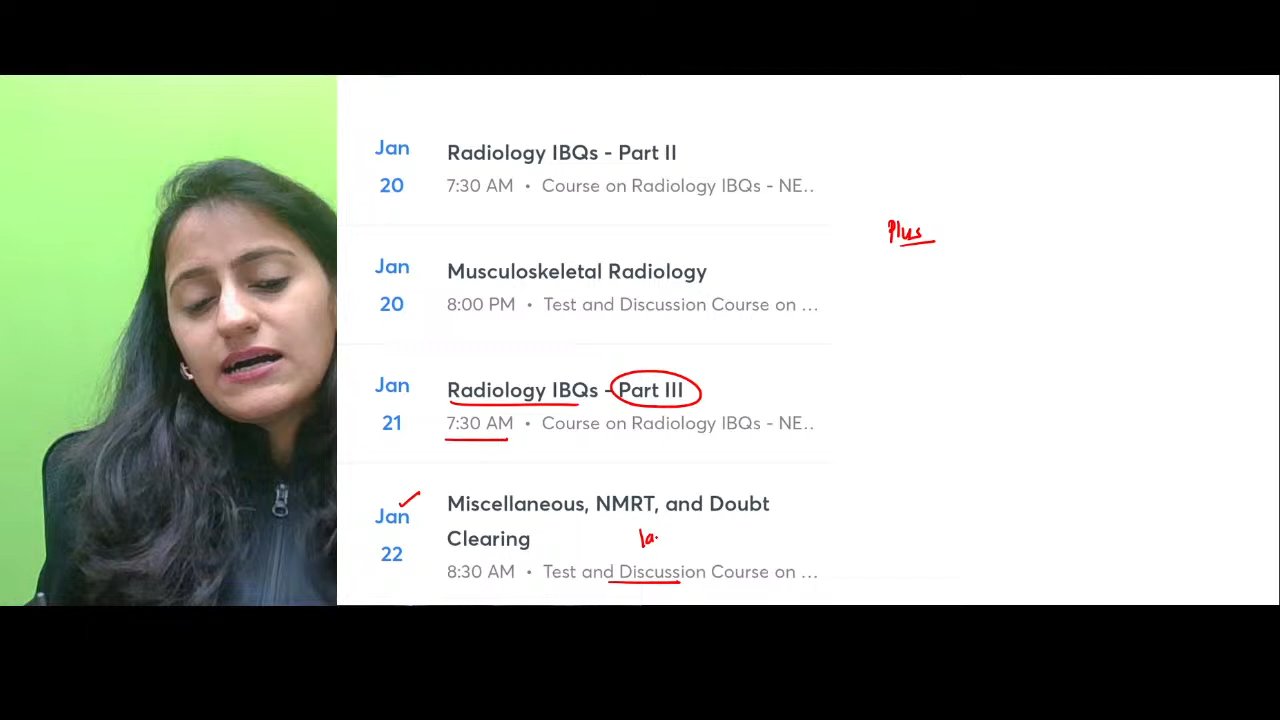 Jan
20
Radiology IBQs - Part II
7:30 AM • Course on Radiology IBQs - NE..
Plus
Jan
20
Musculoskeletal Radiology
8:00 PM • Test and Discussion Course on ...
Jan
21
Radiology IBQs - Part III
7:30 AM • Course on Radiology IBQs - NE..
Jan
22
Miscellaneous, NMRT, and Doubt
Clearing
8:30 AM • Test and Discussion Course on ...